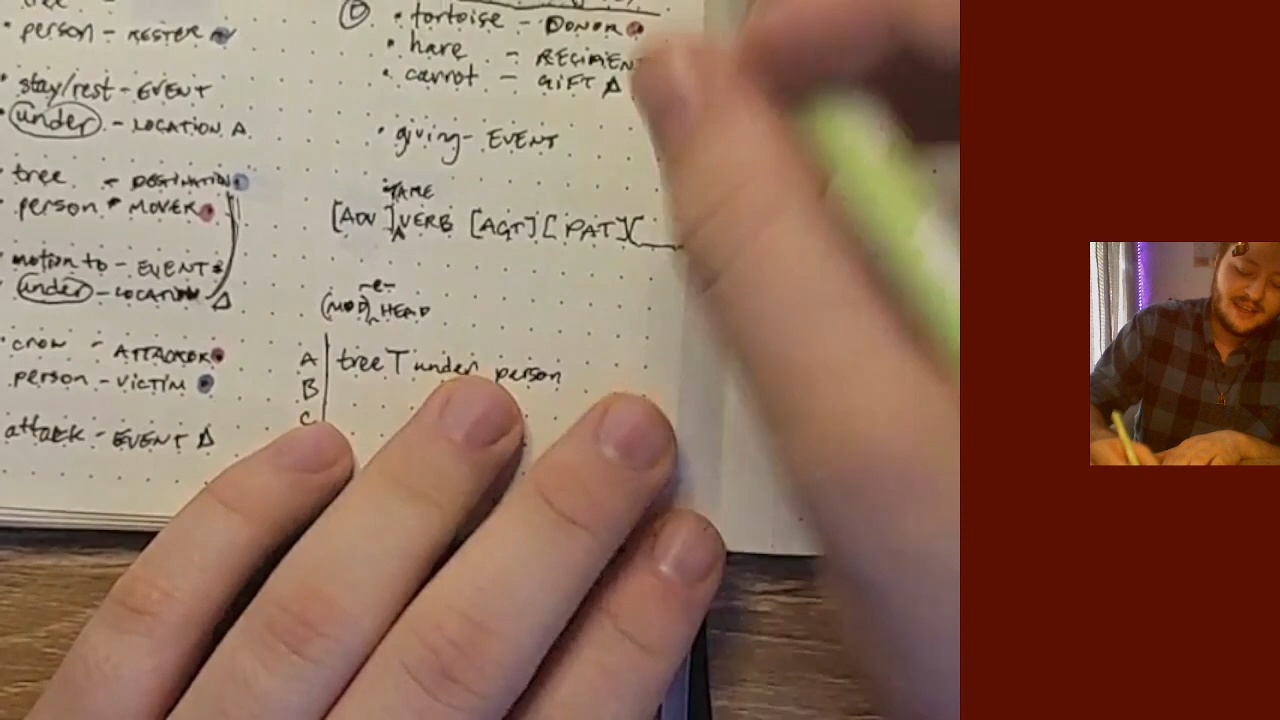 person - RESTER
stay/rest - EVENT
under - LOCATION Δ
tree - DESTINATION
person - MOVER
motion to - EVENT
under - LOCATION Δ
crow - ATTACKER
person - VICTIM
attack - EVENT Δ
D
tortoise - DONOR
hare - RECIPIEN
carrot - GIFT Δ
giving - EVENT
TAME
[ADV] VERB [AGT] [PAT] [
-e-
(MOD) HEAD
A tree T under person
B
C